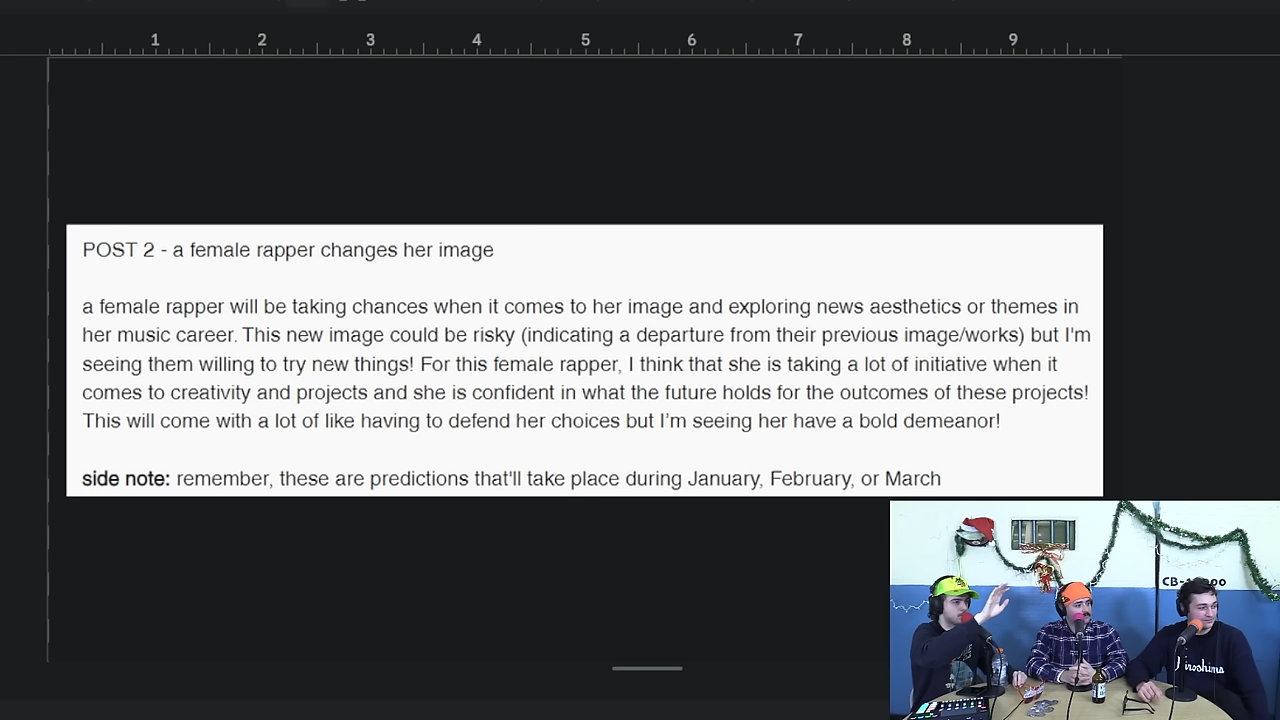 1 2 3 4 5 6 7 8 9
POST 2 - a female rapper changes her image
a female rapper will be taking chances when it comes to her image and exploring news aesthetics or themes in
her music career. This new image could be risky (indicating a departure from their previous image/works) but I'm
seeing them willing to try new things! For this female rapper, I think that she is taking a lot of initiative when it
comes to creativity and projects and she is confident in what the future holds for the outcomes of these projects!
This will come with a lot of like having to defend her choices but I’m seeing her have a bold demeanor!
side note: remember, these are predictions that'll take place during January, February, or March